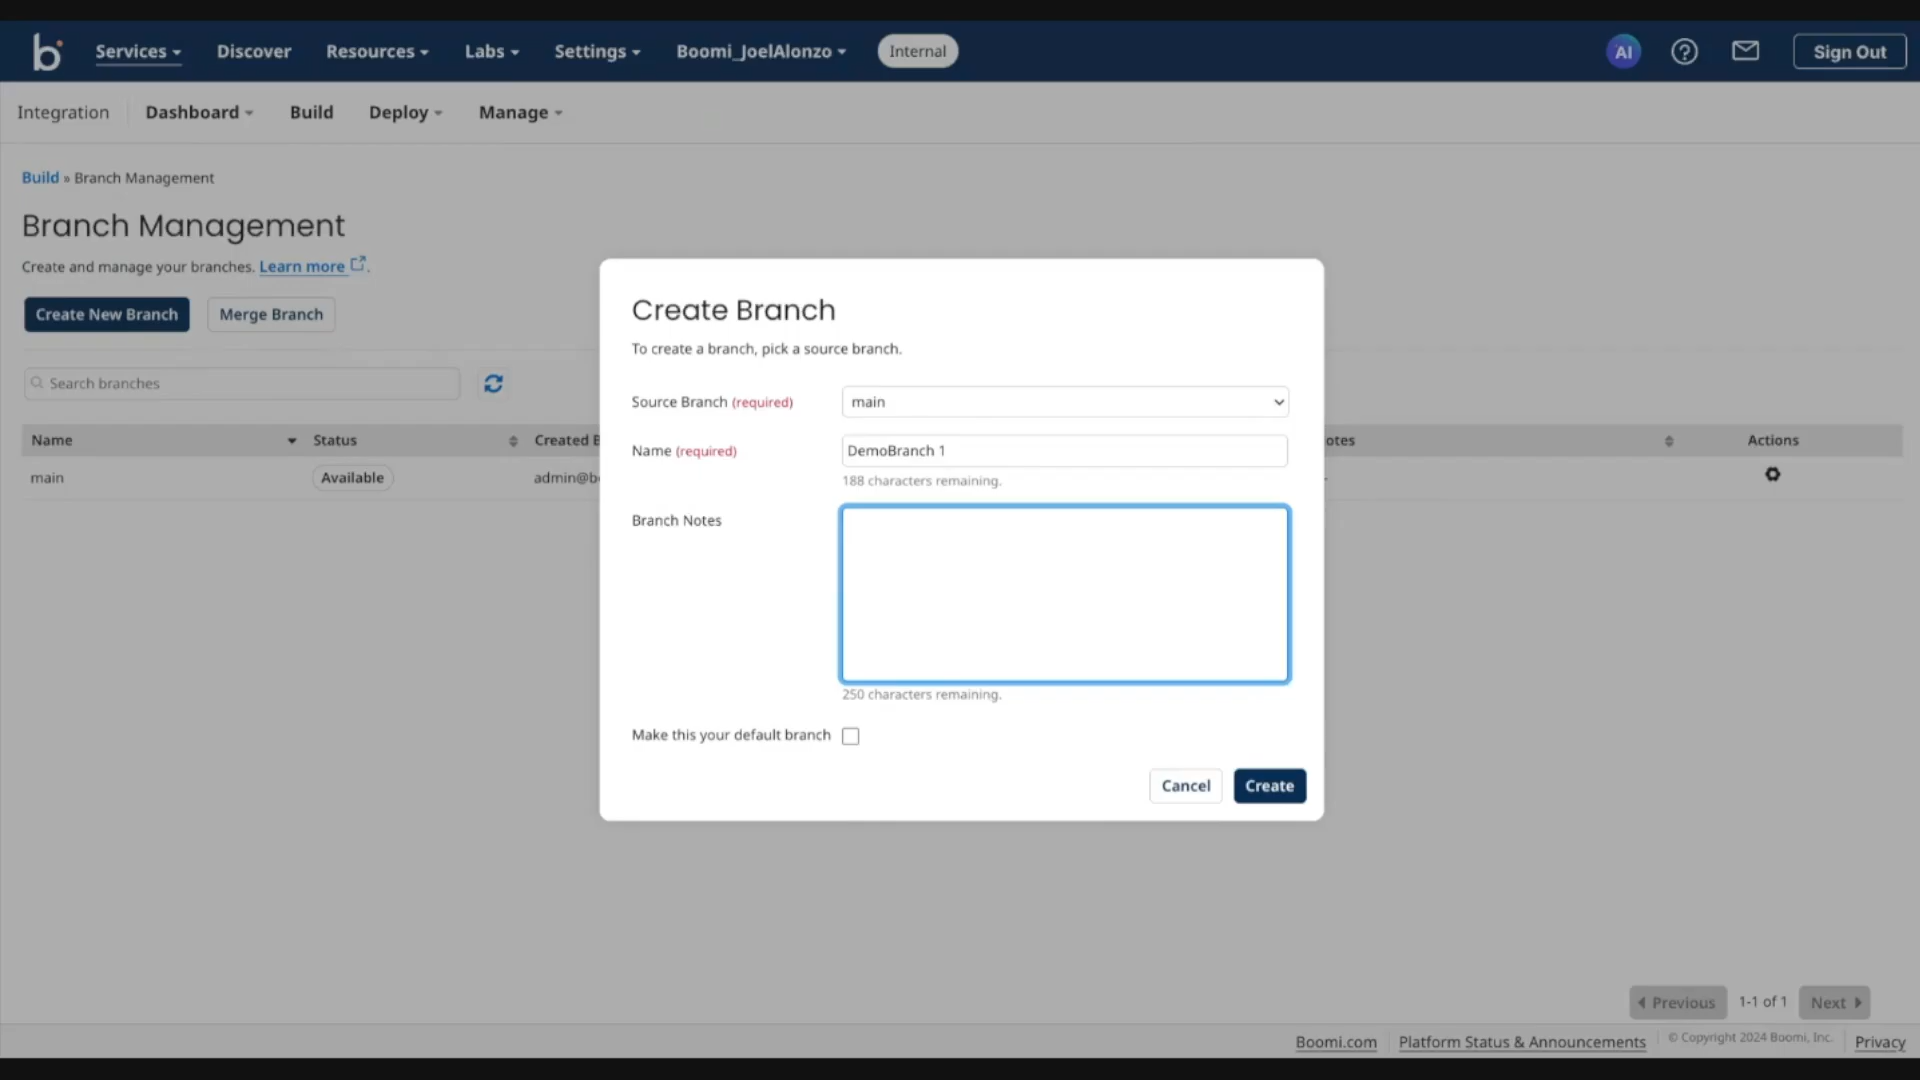 b Services Discover Resources Labs Settings Boomi_JoelAlonzo Internal AI Sign Out
Integration Dashboard Build Deploy Manage
Build » Branch Management
Branch Management
Create and manage your branches. Learn more .
Create New Branch Merge Branch
Search branches
Name Status Created B otes Actions
main Available admin@b
Create Branch
To create a branch, pick a source branch.
Source Branch (required) main
Name (required) DemoBranch 1
188 characters remaining.
Branch Notes
250 characters remaining.
Make this your default branch
Cancel Create
Previous 1-1 of 1 Next
Boomi.com Platform Status & Announcements © Copyright 2024 Boomi, Inc. Privacy